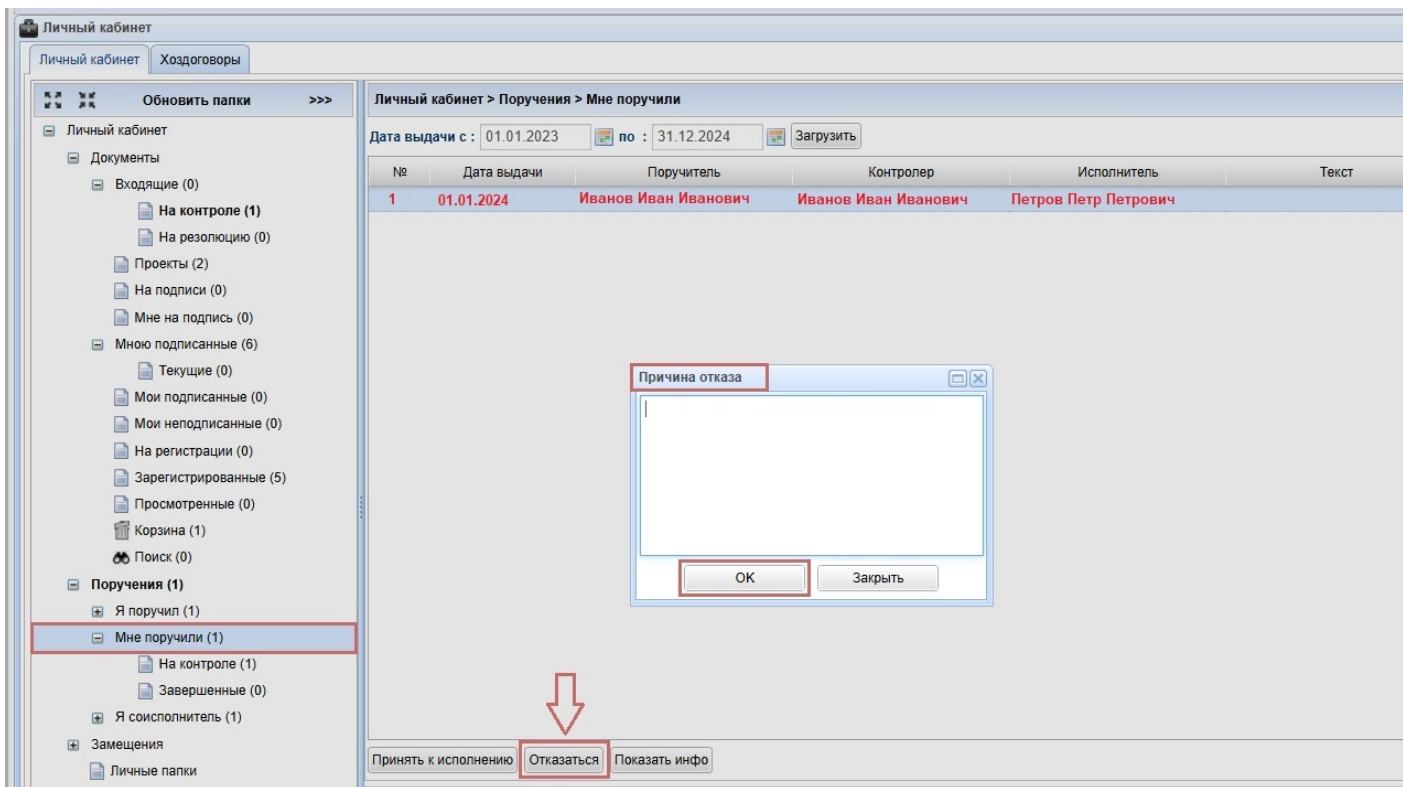 Личный кабинет
Личный кабинет Хоздоговоры
Обновить папки >>>
Личный кабинет
Документы
Входящие (0)
На контроле (1)
На резолюцию (0)
Проекты (2)
На подписи (0)
Мне на подпись (0)
Мною подписанные (6)
Текущие (0)
Мои подписанные (0)
Мои неподписанные (0)
На регистрации (0)
Зарегистрированные (5)
Просмотренные (0)
Корзина (1)
Поиск (0)
Поручения (1)
Я поручил (1)
Мне поручили (1)
На контроле (1)
Завершенные (0)
Я соисполнитель (1)
Замещения
Личные папки
Личный кабинет > Поручения > Мне поручили
Дата выдачи с : 01.01.2023 по : 31.12.2024 Загрузить
№ Дата выдачи Поручитель Контролер Исполнитель Текст
1 01.01.2024 Иванов Иван Иванович Иванов Иван Иванович Петров Петр Петрович
Причина отказа
OK Закрыть
Принять к исполнению Отказаться Показать инфо